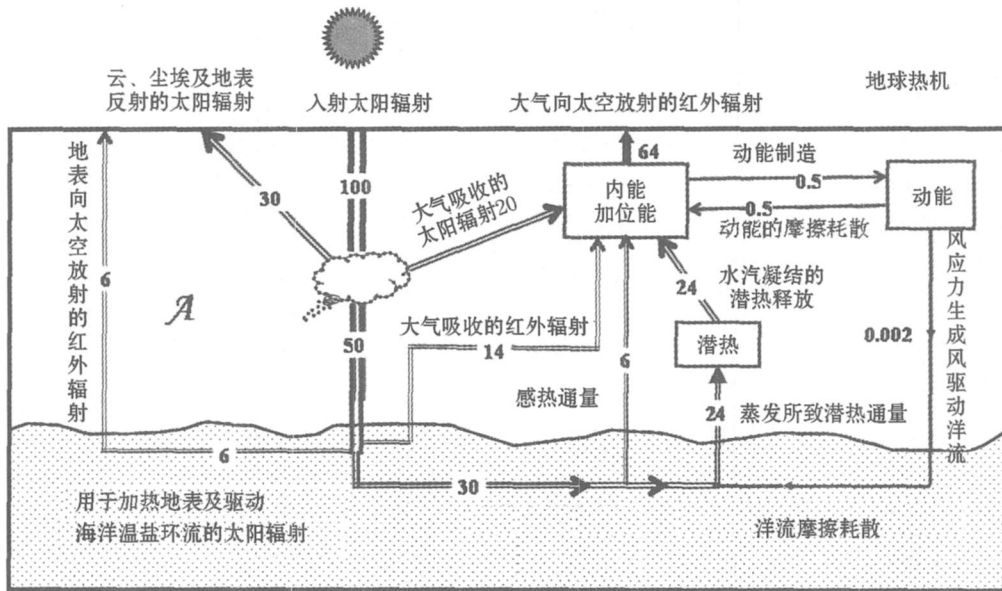 云、尘埃及地表
反射的太阳辐射
入射太阳辐射
大气向太空放射的红外辐射
地球热机
地表向太空放射的红外辐射
6
30
100
大气吸收的
太阳辐射20
64
内能
加位能
动能制造
0.5
0.5
动能的摩擦耗散
动能
A
50
大气吸收的红外辐射
14
6
感热通量
24
水汽凝结的
潜热释放
潜热
24
蒸发所致潜热通量
0.002
风应力生成风驱动洋流
6
30
用于加热地表及驱动
海洋温盐环流的太阳辐射
洋流摩擦耗散